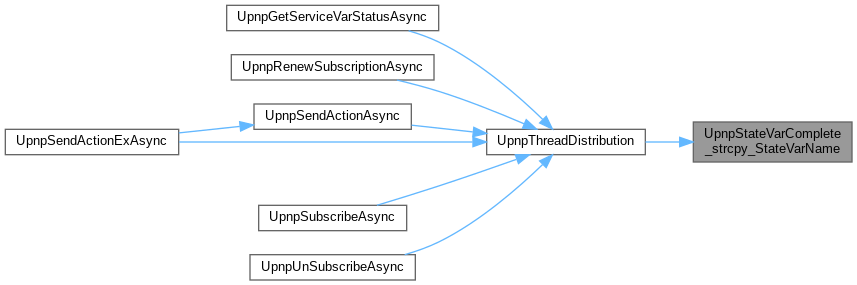 UpnpGetServiceVarStatusAsync
UpnpRenewSubscriptionAsync
UpnpSendActionAsync
UpnpSendActionExAsync
UpnpThreadDistribution
UpnpStateVarComplete
_strcpy_StateVarName
UpnpSubscribeAsync
UpnpUnSubscribeAsync